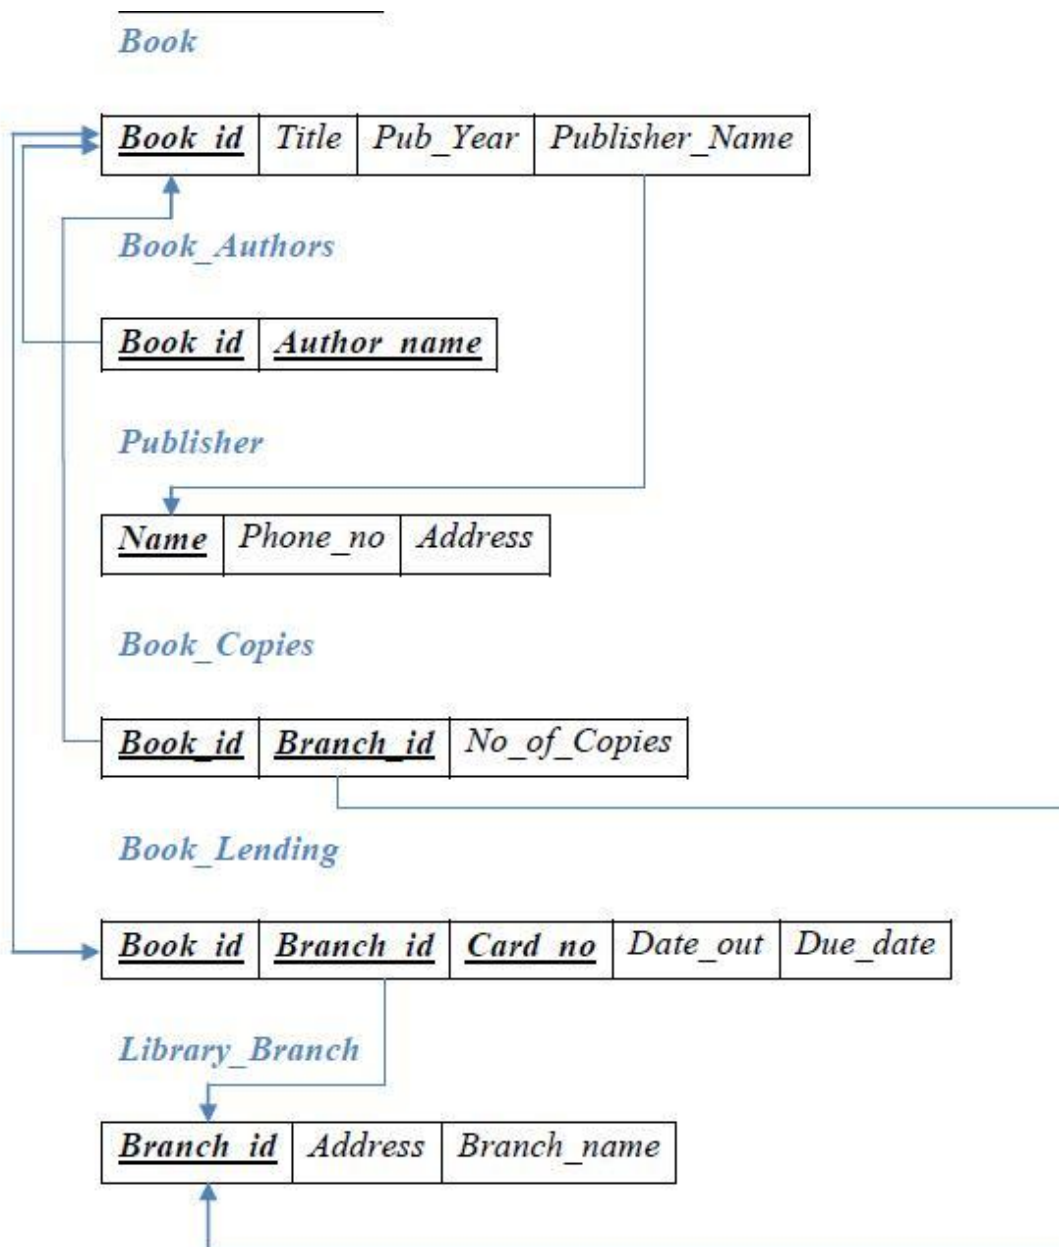 Book
Book_id Title Pub_Year Publisher_Name
Book_Authors
Book_id Author_name
Publisher
Name Phone_no Address
Book_Copies
Book_id Branch_id No_of_Copies
Book_Lending
Book_id Branch_id Card_no Date_out Due_date
Library_Branch
Branch_id Address Branch_name